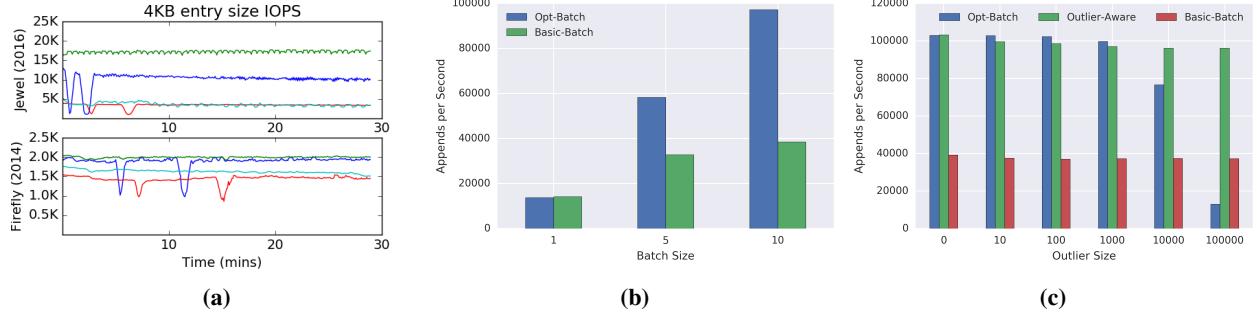 4KB entry size IOPS
Jewel (2016)
25K
20K
15K
10K
5K
10 20 30
Firefly (2014)
2.5K
2.0K
1.5K
1.0K
0.5K
10 20 30
Time (mins)
(a)
Opt-Batch
Basic-Batch
Appends per Second
100000
80000
60000
40000
20000
0
1 5 10
Batch Size
(b)
Opt-Batch Outlier-Aware Basic-Batch
Appends per Second
120000
100000
80000
60000
40000
20000
0
0 10 100 1000 10000 100000
Outlier Size
(c)